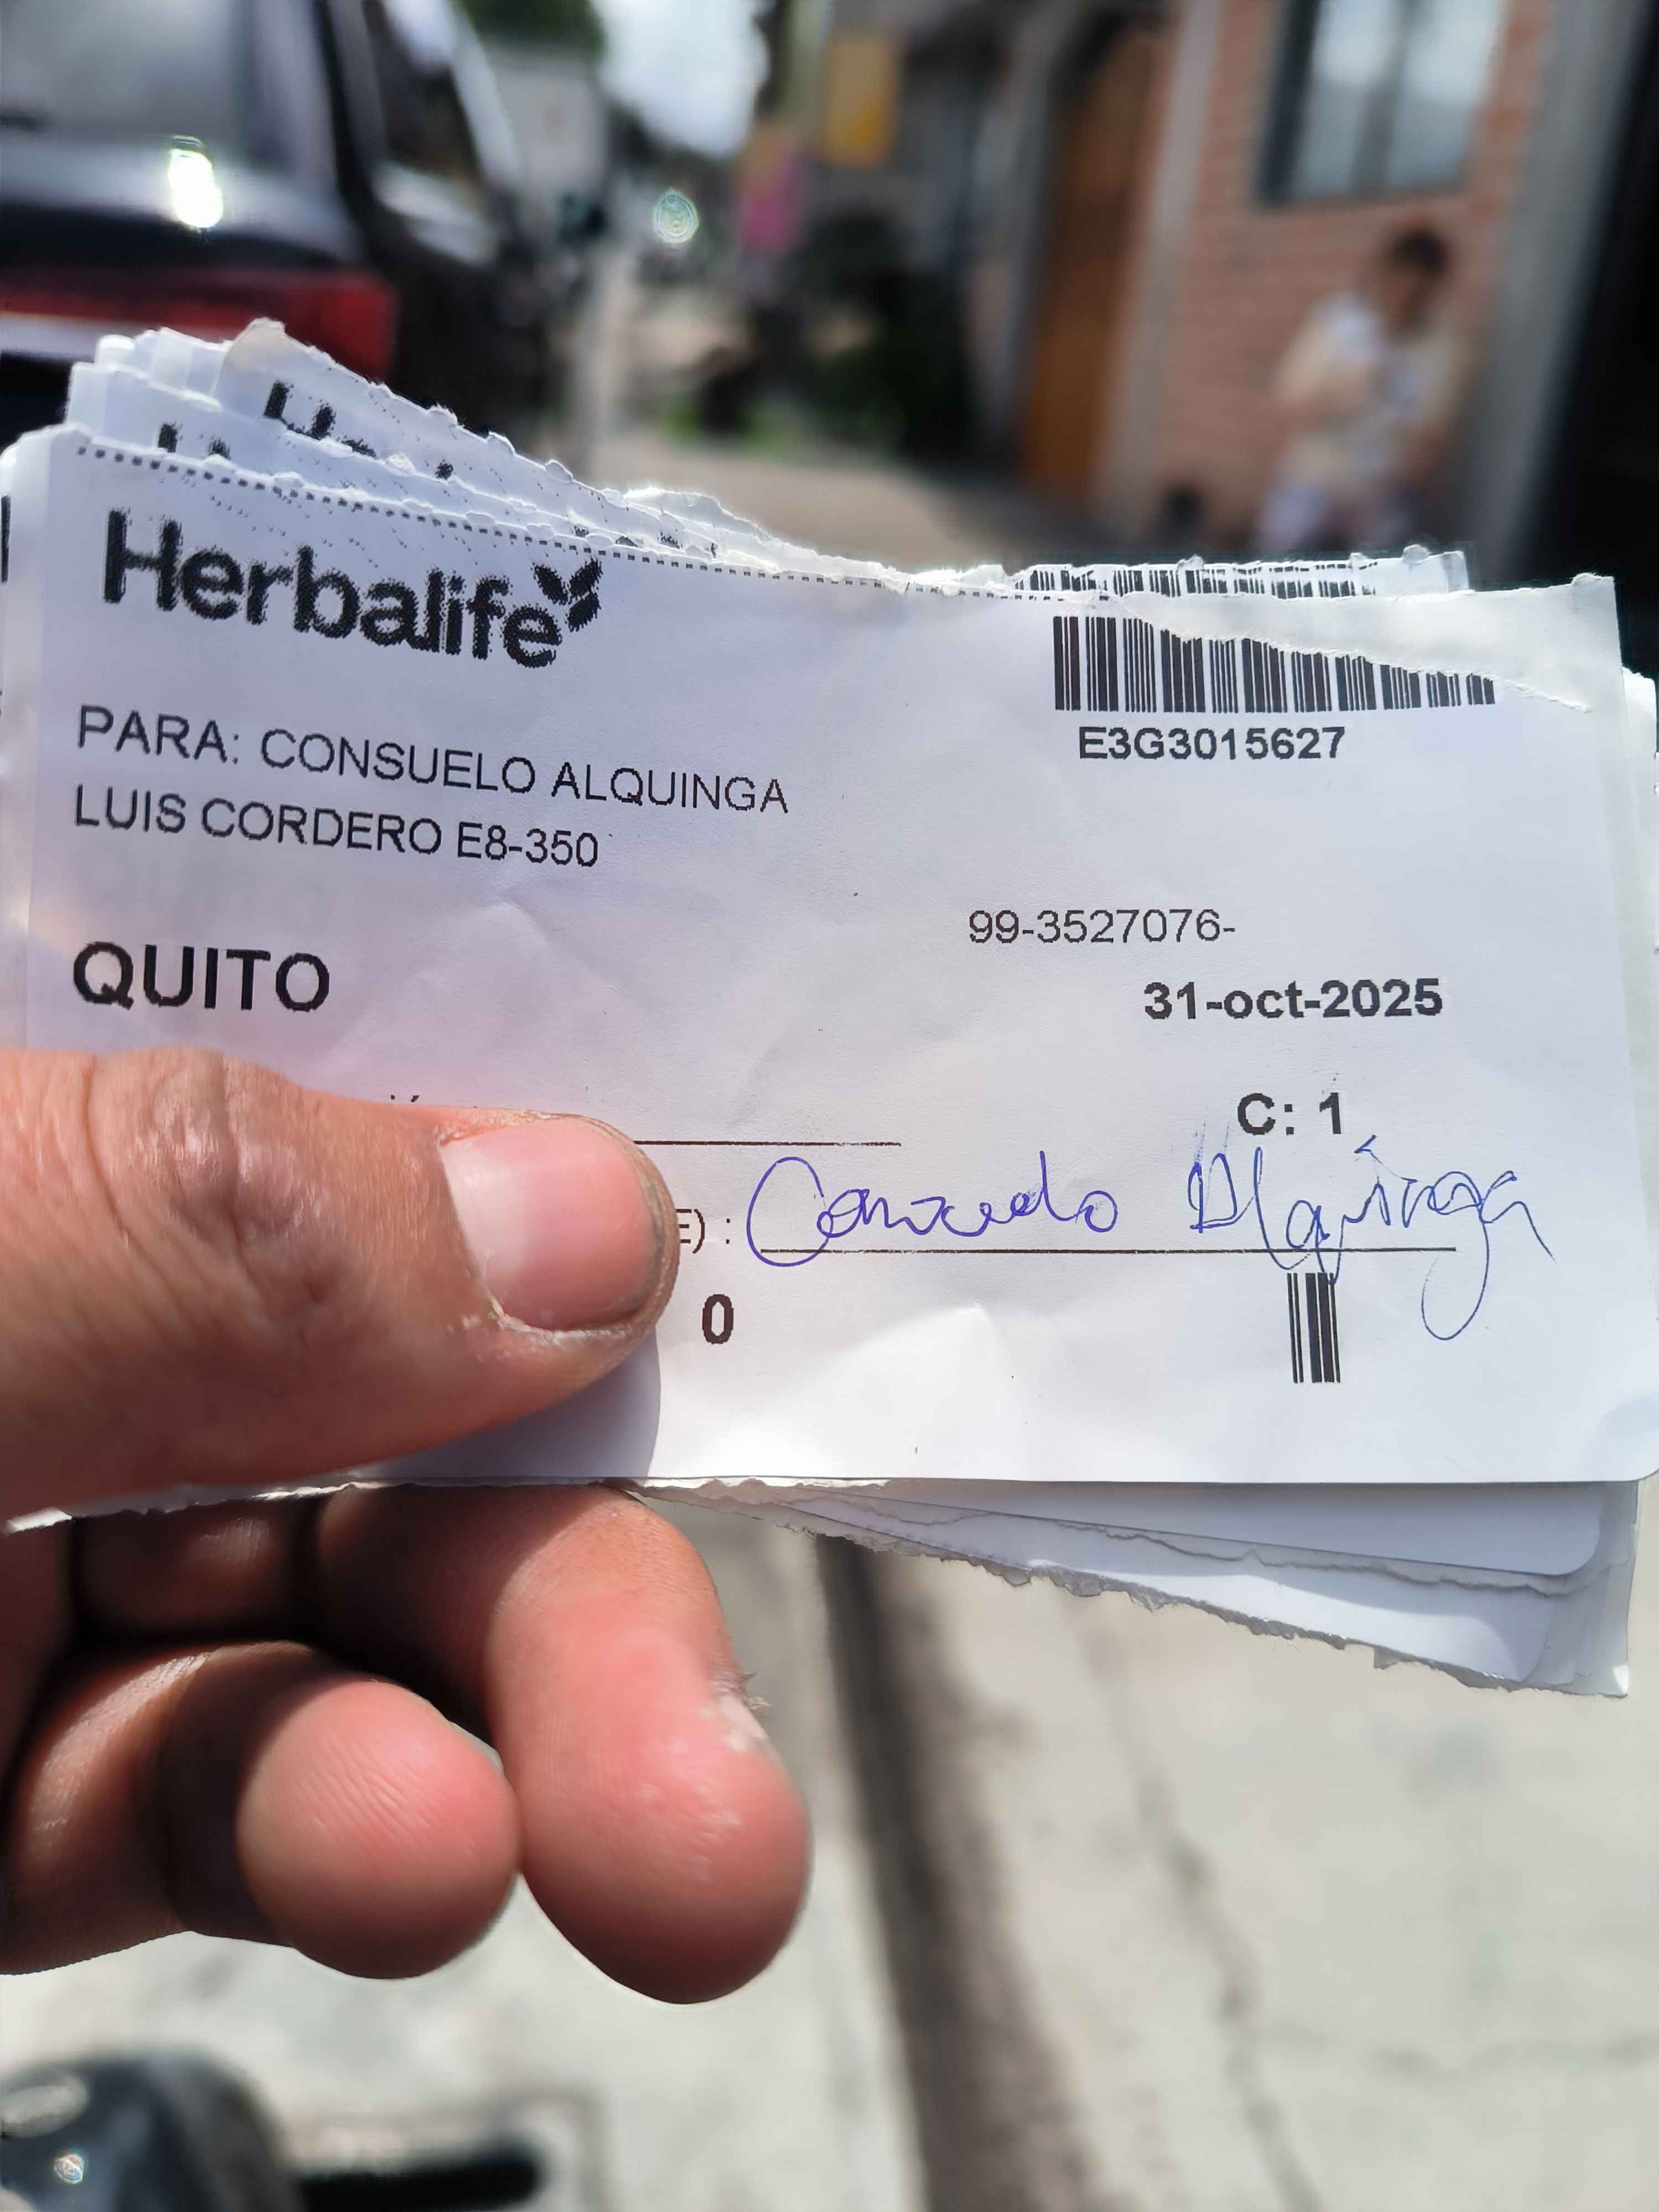 Herbalife
E3G3015627
PARA: CONSUELO ALQUINGA
LUIS CORDERO E8-350
99-3527076-
QUITO
31-oct-2025
C: 1
E) : Consuelo Alquinga
0